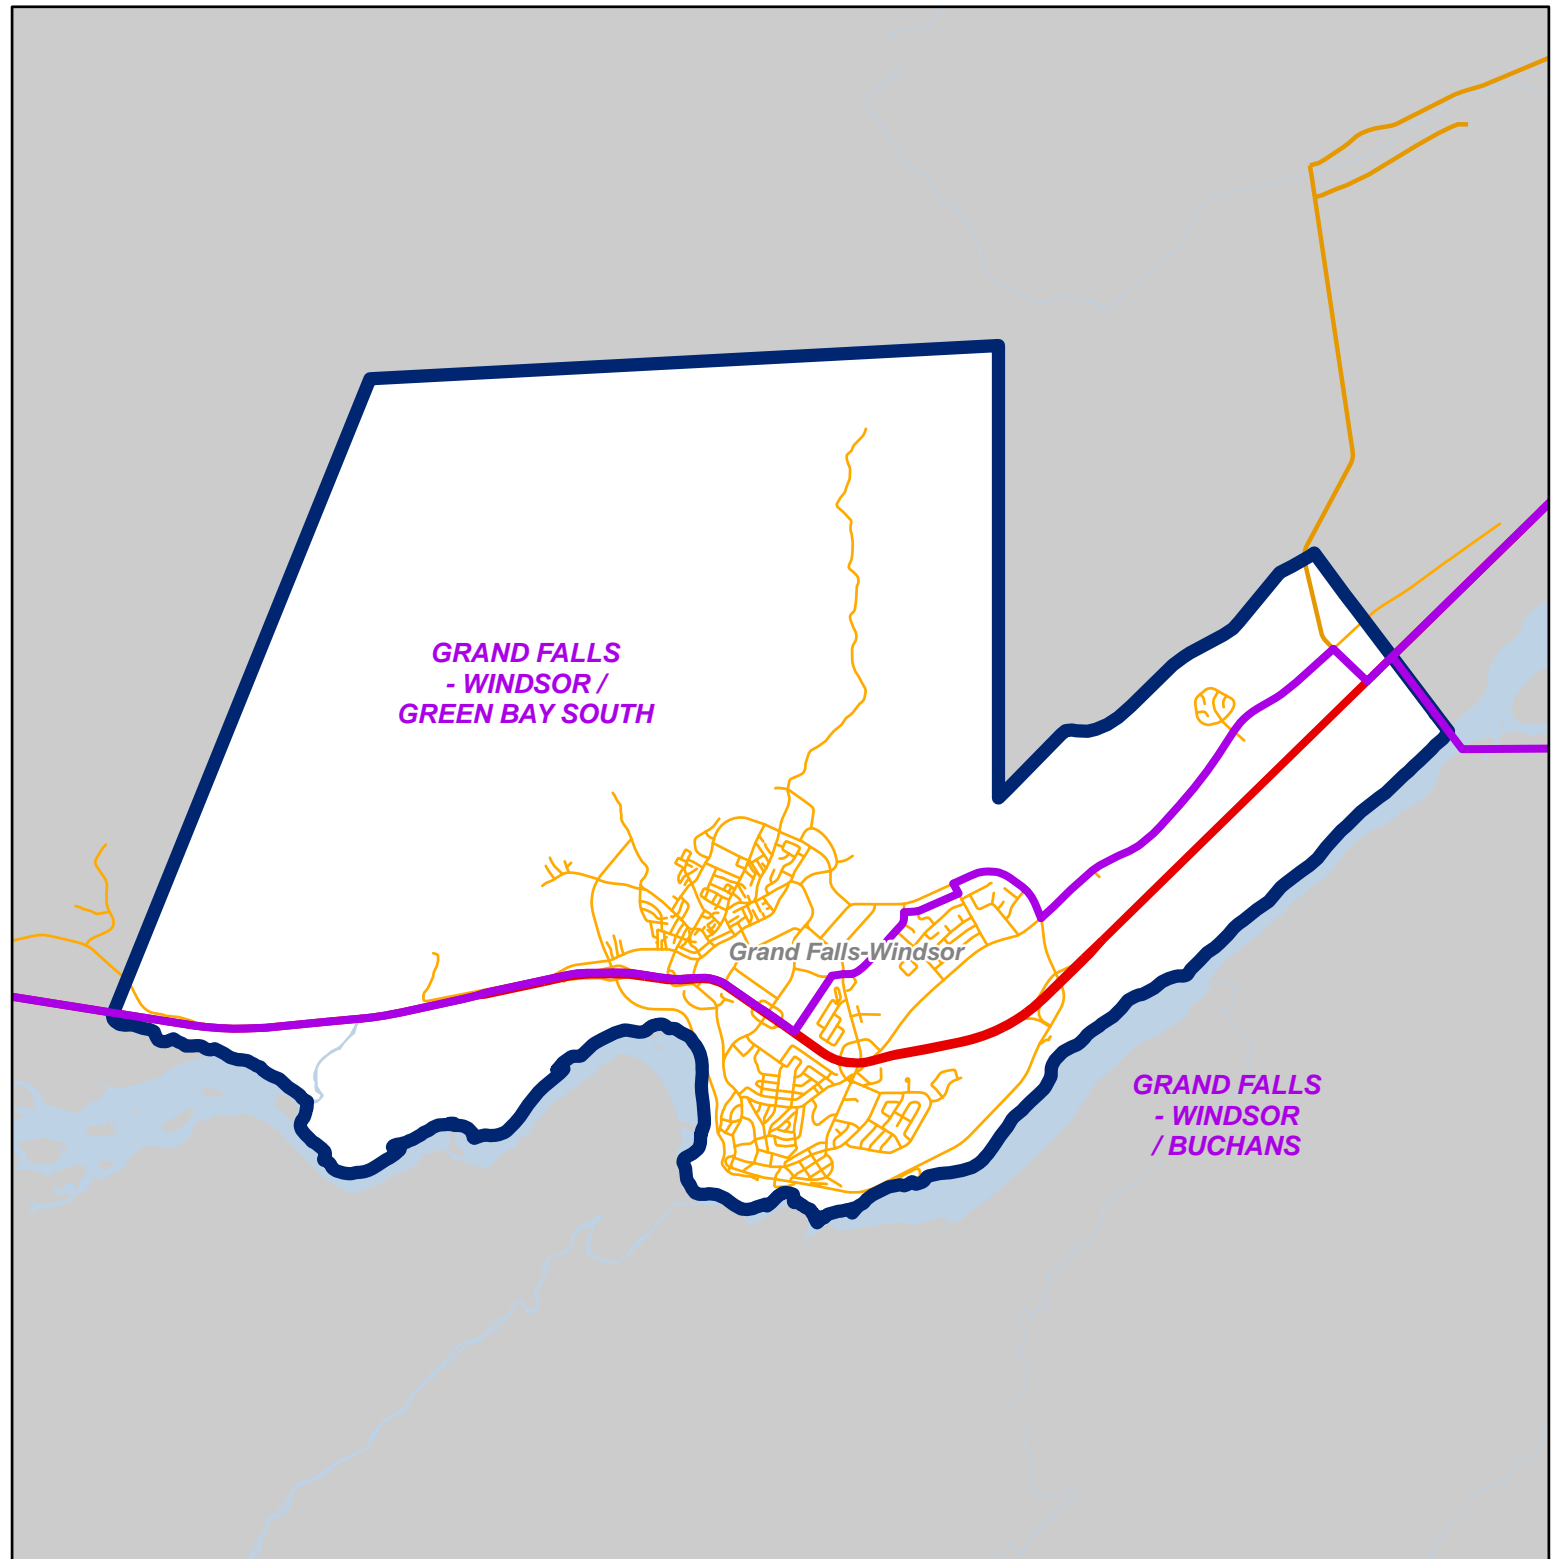 GRAND FALLS
- WINDSOR /
GREEN BAY SOUTH
Grand Falls-Windsor
GRAND FALLS
- WINDSOR
/ BUCHANS